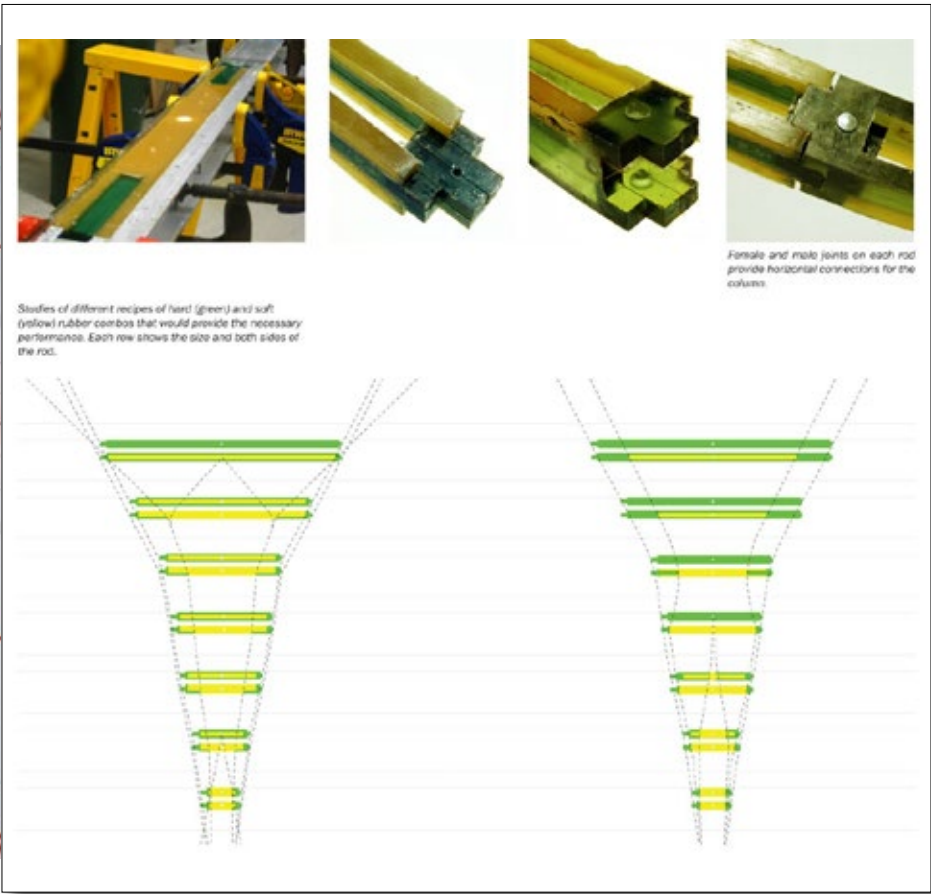 Female and male joints on each rod
provide horizontal connections for the
column.
Studies of different recipes of hard (green) and soft
(yellow) rubber combos that would provide the necessary
performance. Each row shows the size and both sides of
the rod.